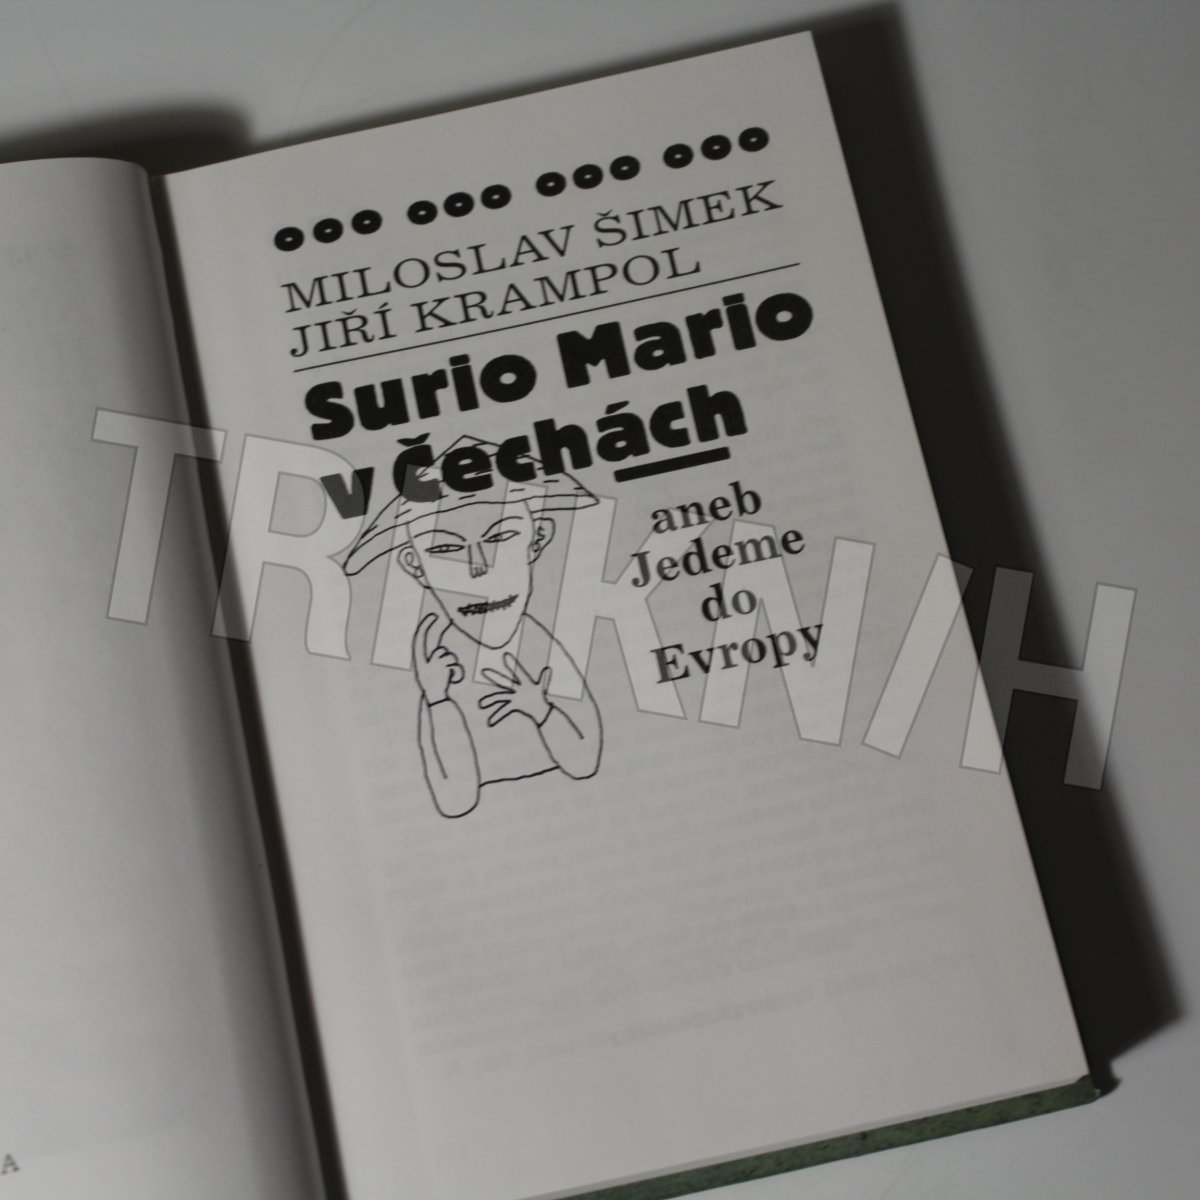 MILOSLAV ŠIMEK
JIŘÍ KRAMPOL
Surio Mario
v Čechách
aneb
Jedeme
do
Evropy
A